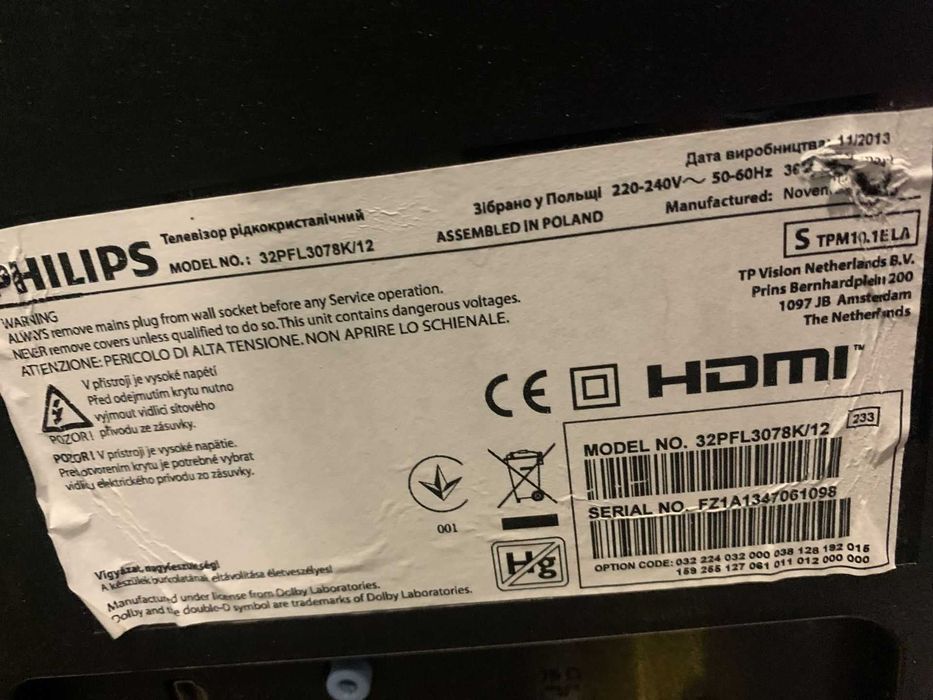 PHILIPS
Телевізор рідкокристалічний
MODEL NO.: 32PFL3078K/12
Зібрано у Польщі
ASSEMBLED IN POLAND
Дата виробництва: 11/2013
220-240V~ 50-60Hz
Manufactured:
S TPM10.1ELA
TP Vision Netherlands B.V.
Prins Bernhardplein 200
1097 JB Amsterdam
The Netherlands
WARNING
ALWAYS remove mains plug from wall socket before any Service operation.
NEVER remove covers unless qualified to do so. This unit contains dangerous voltages.
ATTENZIONE: PERICOLO DI ALTA TENSIONE. NON APRIRE LO SCHIENALE.
V přístroji je vysoké napětí
Před odejmutím krytu nutno
vyjmout vidlici síťového
POZOR! přívodu ze zásuvky.
POZOR! V prístroji je vysoké napätie.
Pred otvorením krytu je potrebné vybrat
vidlicu elektrického prívodu zo zásuvky.
CE
HDMI™
001
Hg
233
MODEL NO. 32PFL3078K/12
SERIAL NO. FZ1A1347061098
OPTION CODE: 032 224 032 000 038 128 192 015
159 255 127 061 011 012 000 000
Vigyázat, nagyfeszültség!
A készülék burkolatának eltávolítása életveszélyes!
Manufactured under license from Dolby Laboratories.
Dolby and the double-D symbol are trademarks of Dolby Laboratories.